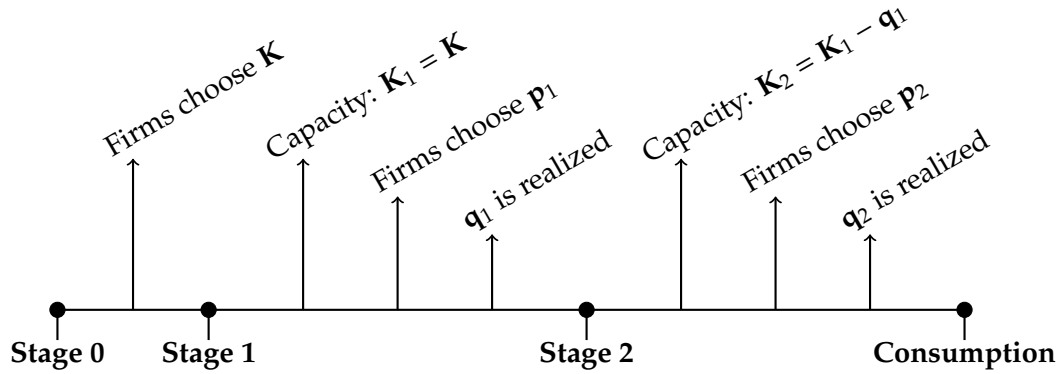 Firms choose K
Capacity: K₁ = K
Firms choose p₁
q₁ is realized
Capacity: K₂ = K₁ − q₁
Firms choose p₂
q₂ is realized
Stage 0
Stage 1
Stage 2
Consumption